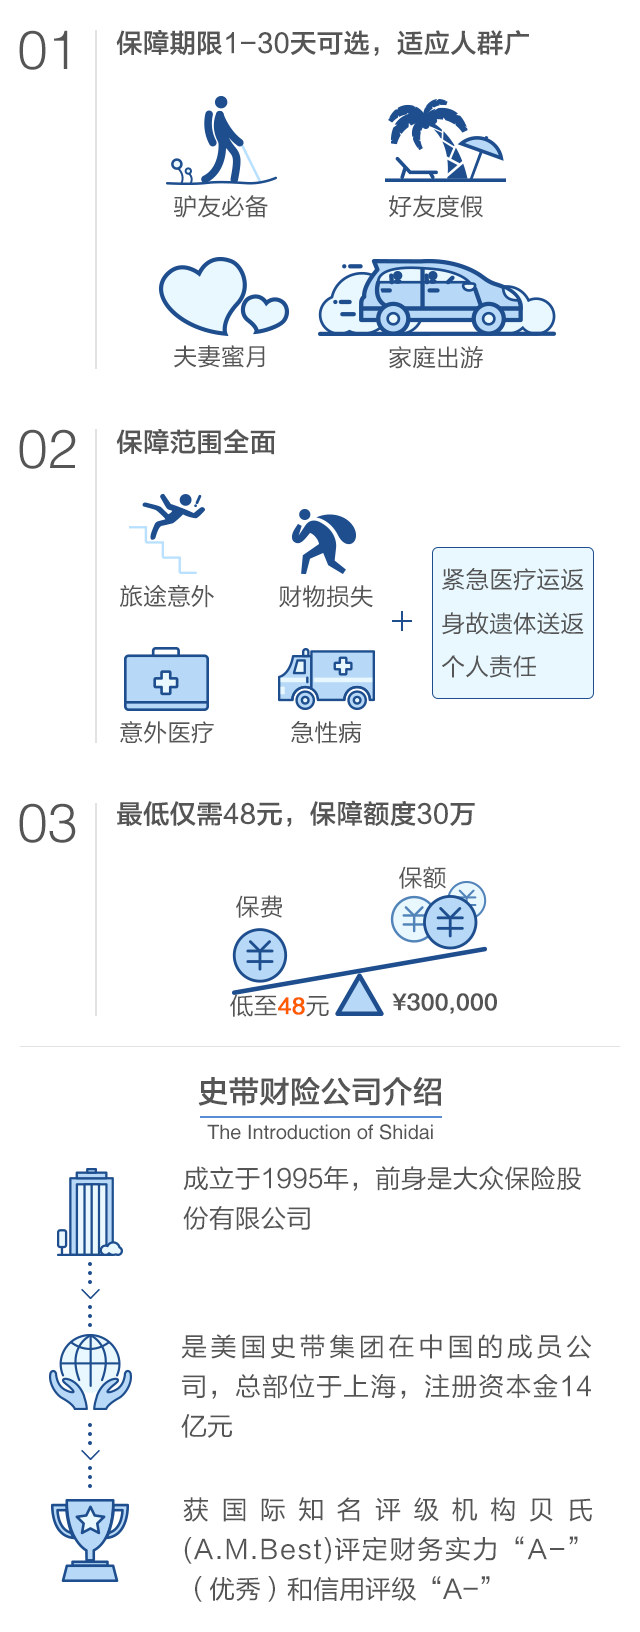 01
保障期限1-30天可选，适应人群广
驴友必备
好友度假
夫妻蜜月
家庭出游
02
保障范围全面
旅途意外
财物损失
意外医疗
急性病
+
紧急医疗运返
身故遗体送返
个人责任
03
最低仅需48元，保障额度30万
保费
保额
低至48元
¥300,000
史带财险公司介绍
The Introduction of Shidai
成立于1995年，前身是大众保险股
份有限公司
是美国史带集团在中国的成员公
司，总部位于上海，注册资本金14
亿元
获国际知名评级机构贝氏
(A.M.Best)评定财务实力“A-”
（优秀）和信用评级“A-”